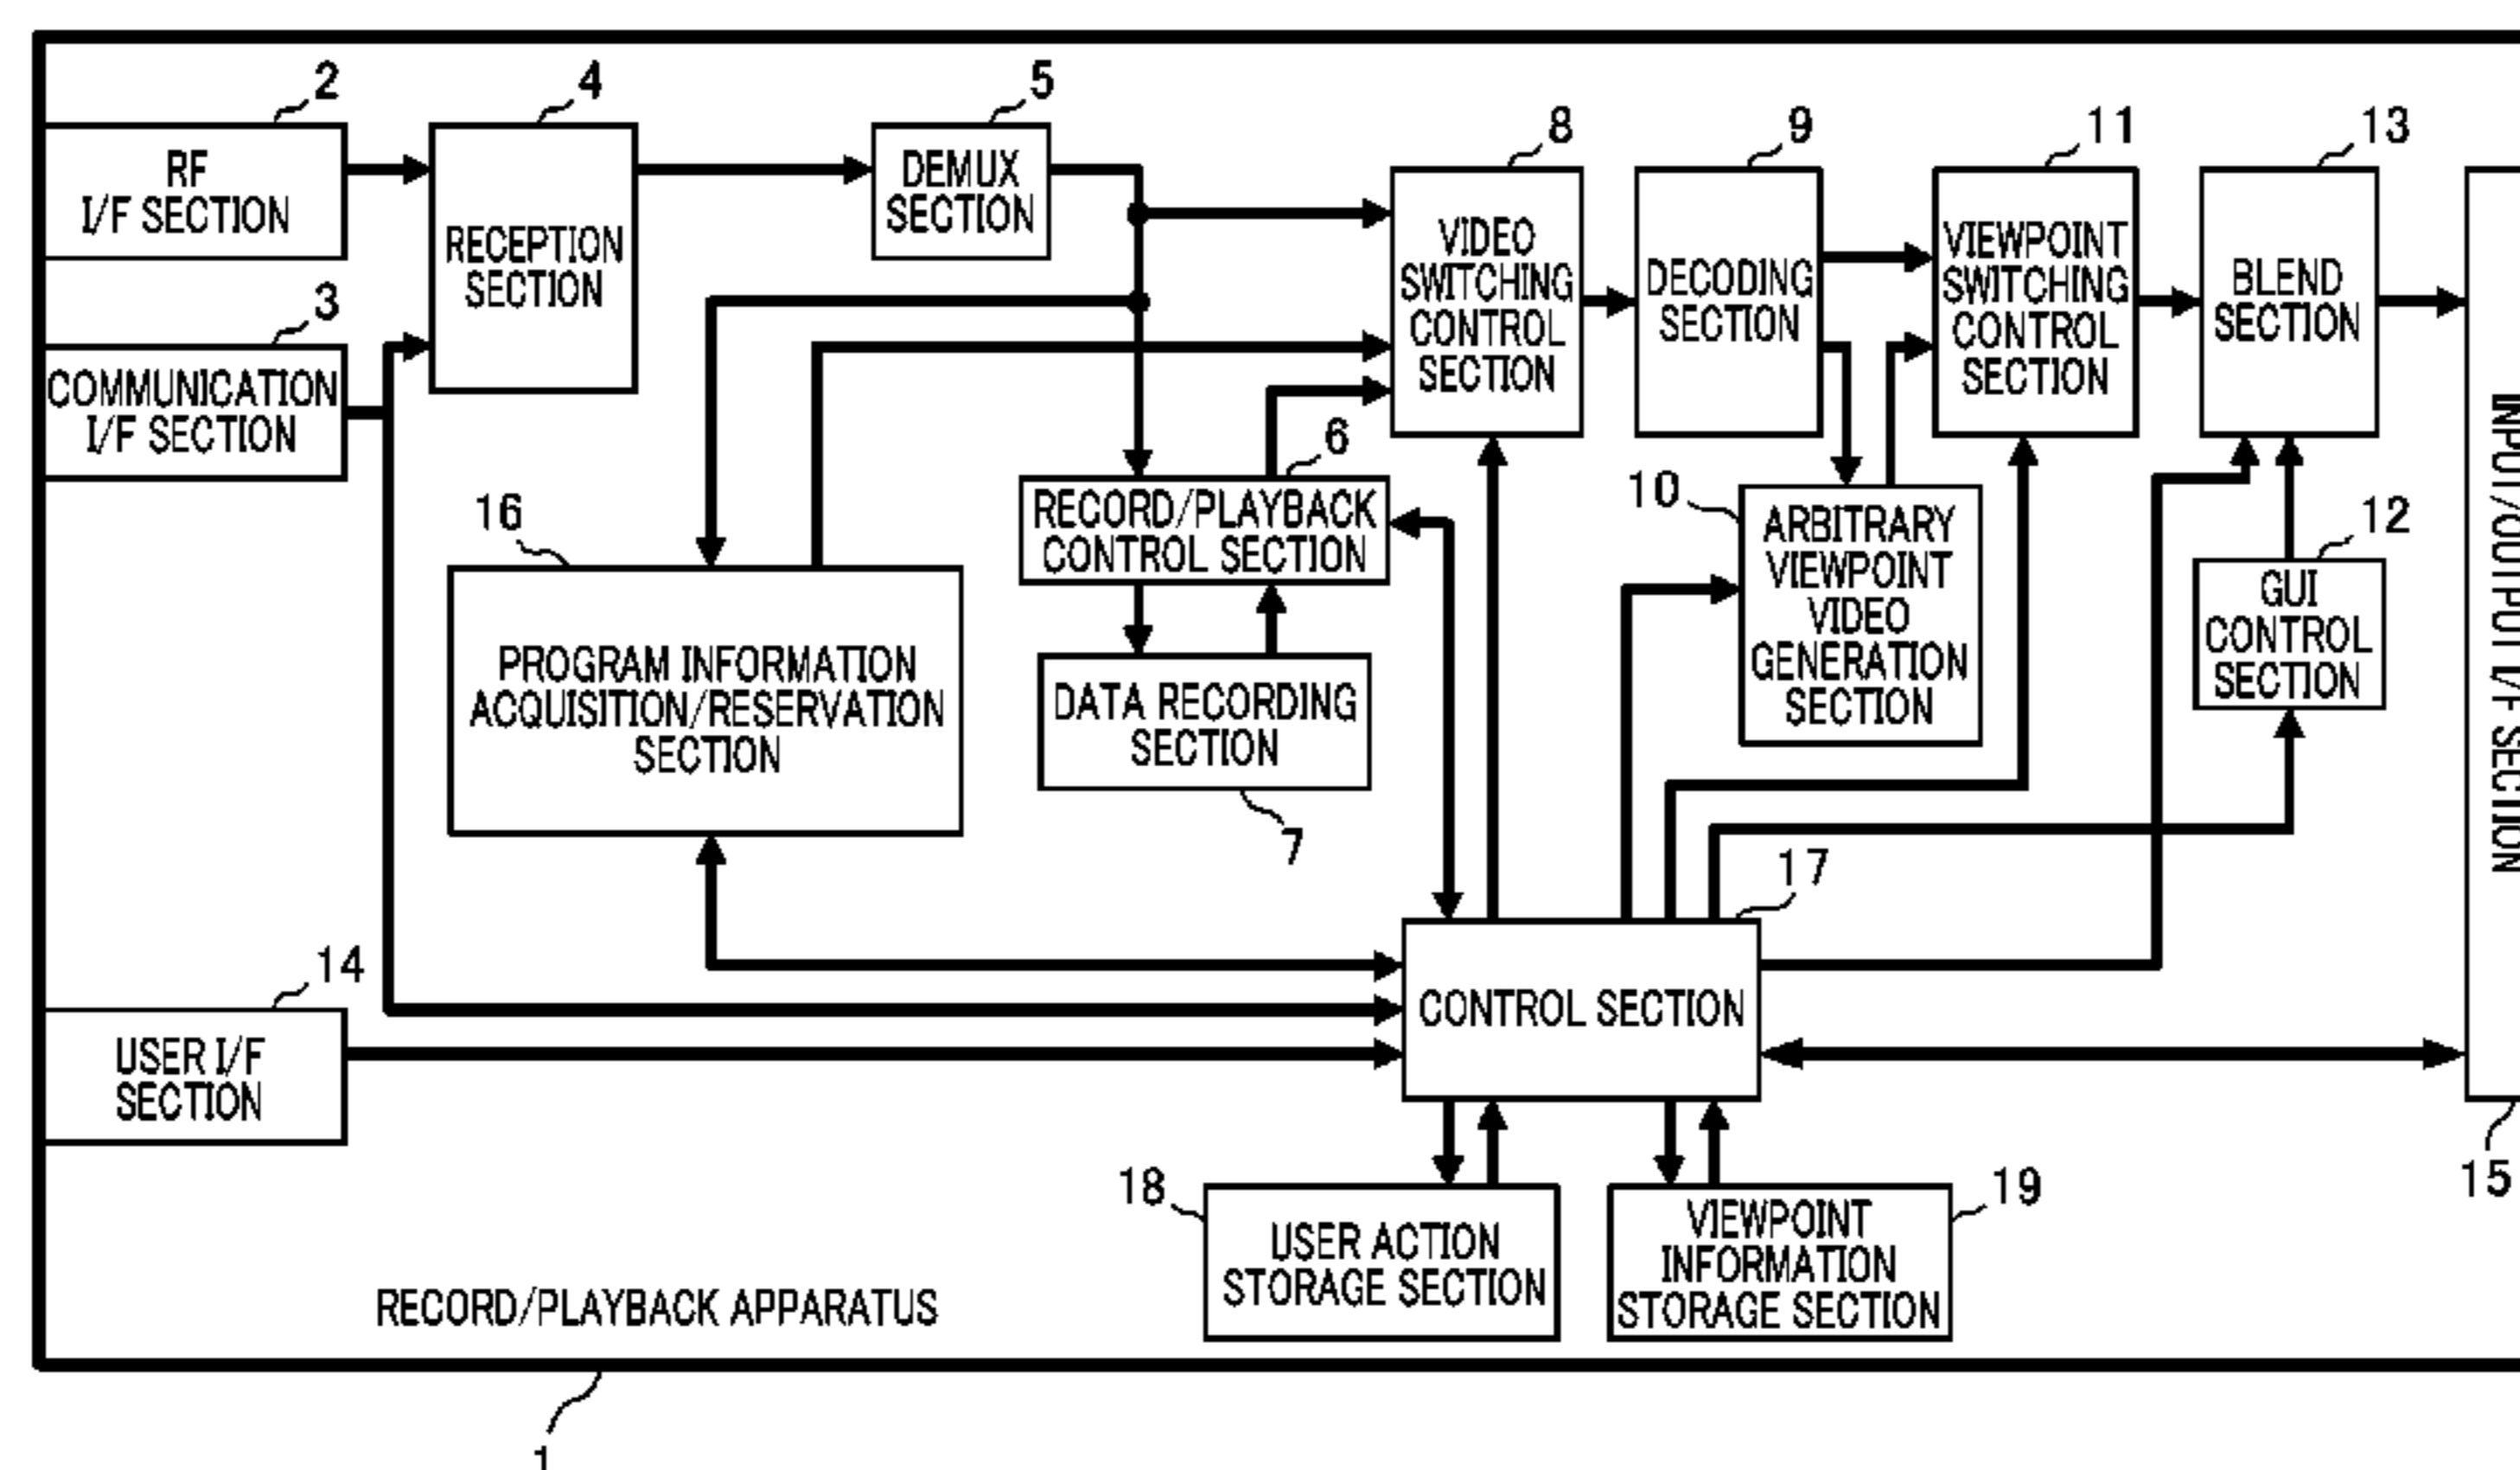 2
4
5
8
9
11
13
RF
I/F SECTION
RECEPTION
SECTION
DEMUX
SECTION
VIDEO
SWITCHING
CONTROL
SECTION
DECODING
SECTION
VIEWPOINT
SWITCHING
CONTROL
SECTION
BLEND
SECTION
3
COMMUNICATION
I/F SECTION
6
RECORD/PLAYBACK
CONTROL SECTION
10
ARBITRARY
VIEWPOINT
VIDEO
GENERATION
SECTION
12
GUI
CONTROL
SECTION
INPUT/OUTPUT I/F SECTION
16
PROGRAM INFORMATION
ACQUISITION/RESERVATION
SECTION
DATA RECORDING
SECTION
7
17
CONTROL SECTION
14
USER I/F
SECTION
15
18
USER ACTION
STORAGE SECTION
19
VIEWPOINT
INFORMATION
STORAGE SECTION
RECORD/PLAYBACK APPARATUS
1